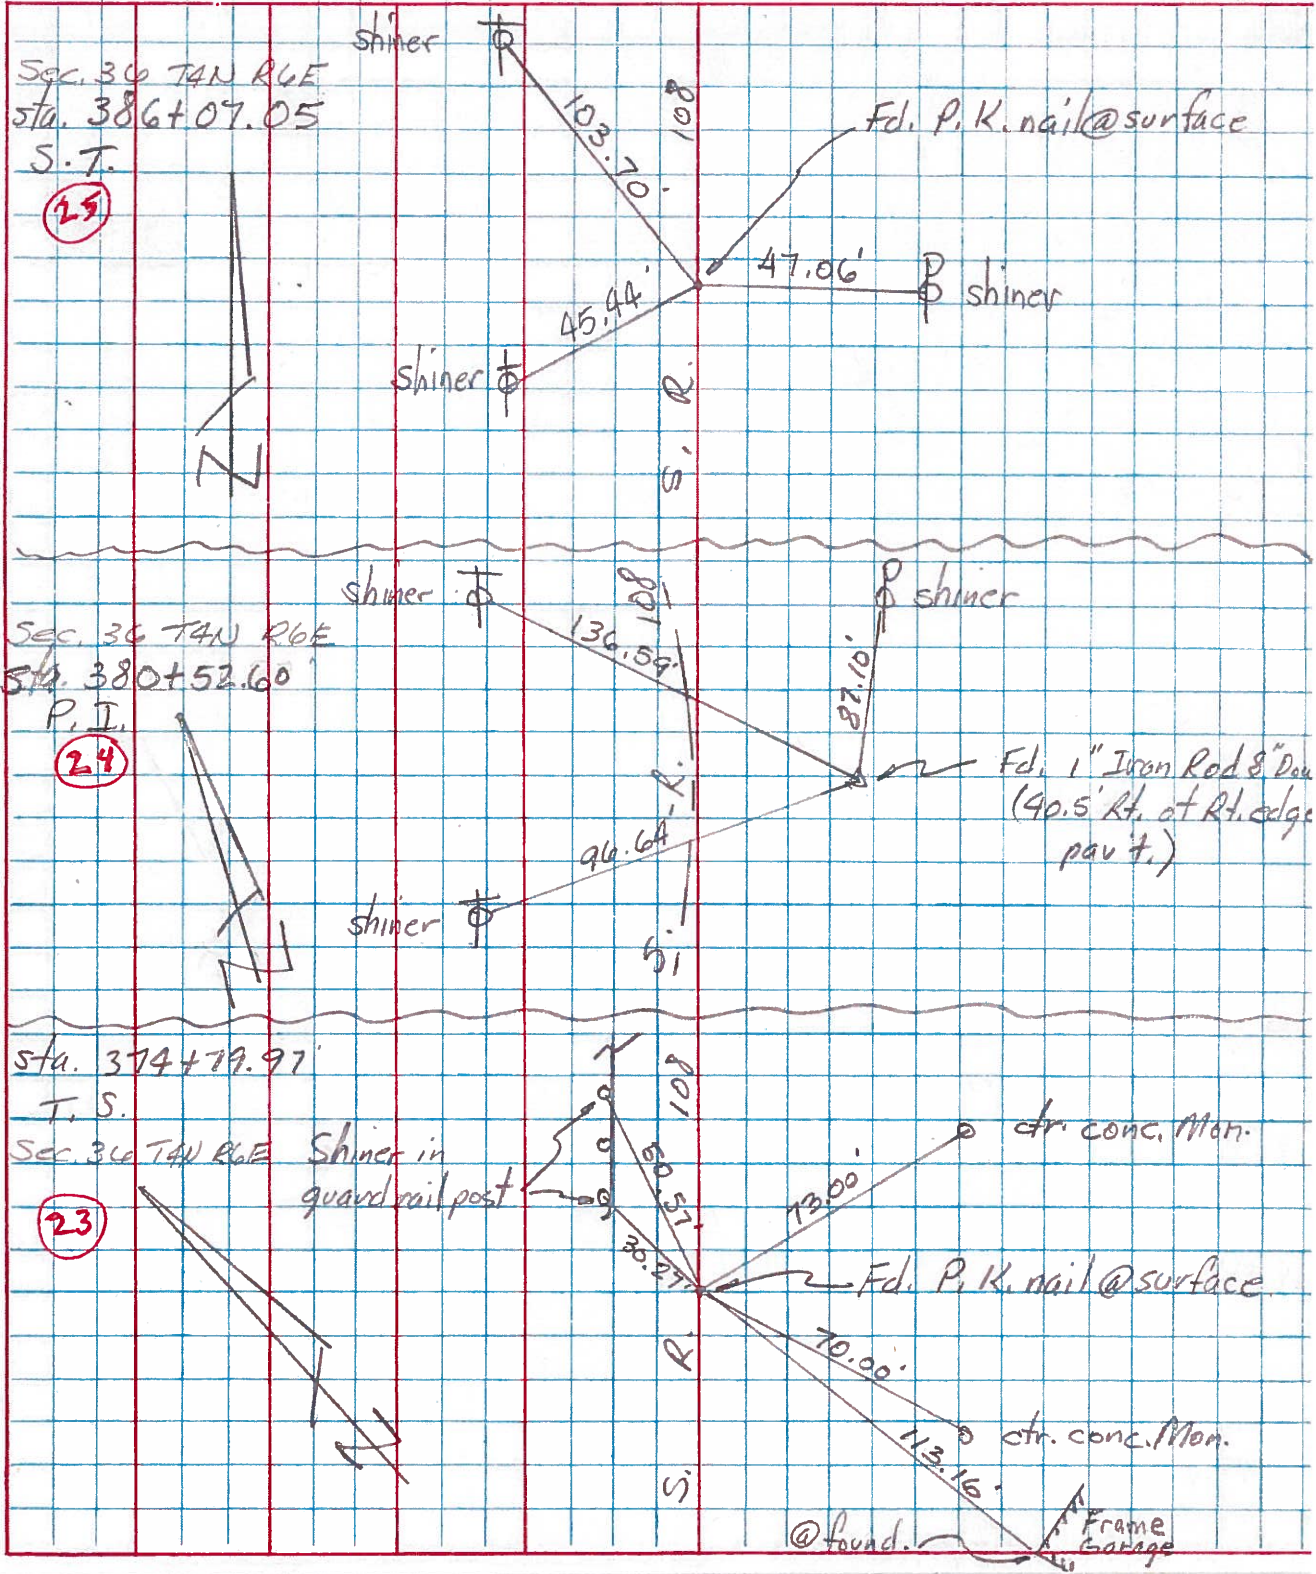 shiner
Sec. 36 T4N R6E
sta. 386+07.05
S.T.
25
103.70'
108
Fd. P.K. nail @ surface
47.06'
shiner
45.44'
shiner
S. R.
N
shiner
108
shiner
Sec. 36 T4N R6E
sta. 380+52.60
P.I.
24
136.59'
87.10'
Fd. 1" Iron Rod 8"
(40.5' Rt. of Rt. edge
pav't.)
96.64'
shiner
S. R.
N
sta. 374+79.97
T.S.
Sec. 36 T4N R6E
23
Shiner in
guard rail post
108
60.57'
30.27'
ctr. conc. Mon.
73.00'
Fd. P.K. nail @ surface
70.00'
ctr. conc. Mon.
113.16'
S. R.
N
@ found.
Frame
Garage